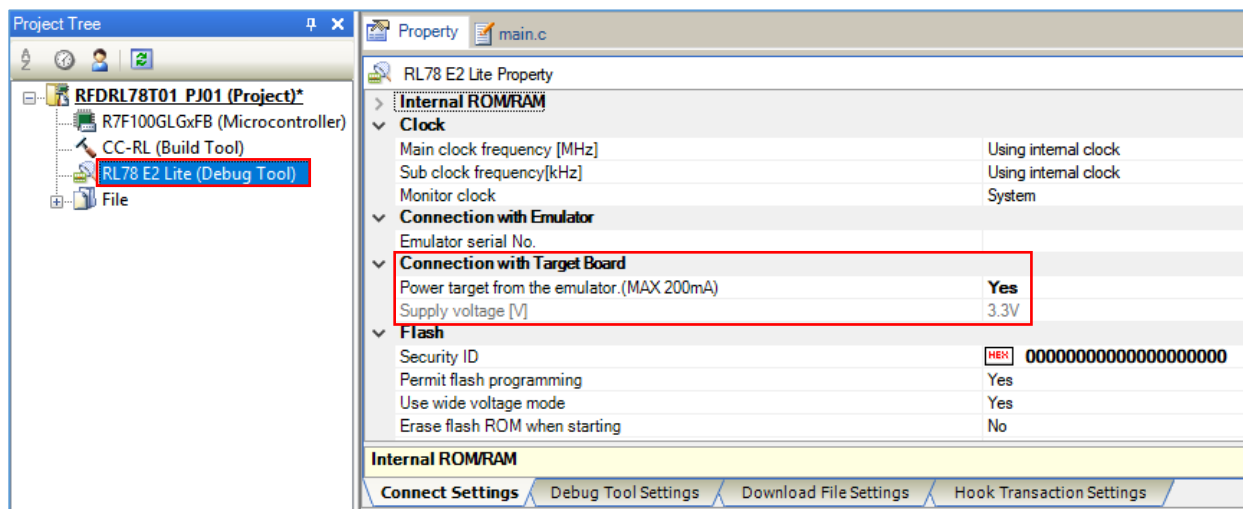 Project Tree
RFDRL78T01_PJ01 (Project)*
R7F100GLGxFB (Microcontroller)
CC-RL (Build Tool)
RL78 E2 Lite (Debug Tool)
File
Property
main.c
RL78 E2 Lite Property
Internal ROM/RAM
Clock
Main clock frequency [MHz] Using internal clock
Sub clock frequency[kHz] Using internal clock
Monitor clock System
Connection with Emulator
Emulator serial No.
Connection with Target Board
Power target from the emulator.(MAX 200mA) Yes
Supply voltage [V] 3.3V
Flash
Security ID HEX 00000000000000000000
Permit flash programming Yes
Use wide voltage mode Yes
Erase flash ROM when starting No
Internal ROM/RAM
Connect Settings Debug Tool Settings Download File Settings Hook Transaction Settings